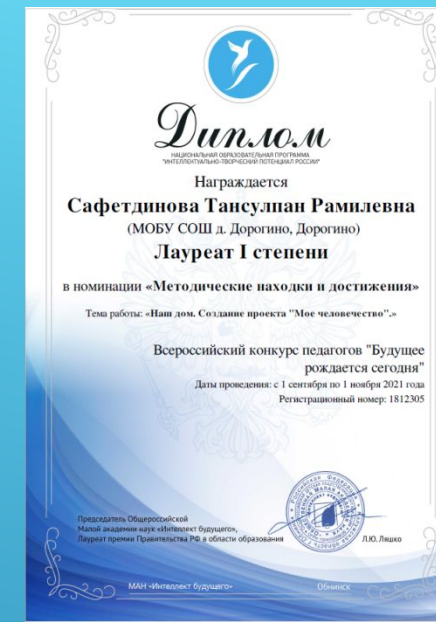 Диплом
НАЦИОНАЛЬНАЯ ОБРАЗОВАТЕЛЬНАЯ ПРОГРАММА
"ИНТЕЛЛЕКТУАЛЬНО-ТВОРЧЕСКИЙ ПОТЕНЦИАЛ РОССИИ"
Награждается
Сафетдинова Тансулпан Рамилевна
(МОБУ СОШ д. Дорогино, Дорогино)
Лауреат I степени
в номинации «Методические находки и достижения»
Тема работы: «Наш дом. Создание проекта "Мое человечество".»
Всероссийский конкурс педагогов "Будущее
рождается сегодня"
Даты проведения: с 1 сентября по 1 ноября 2021 года
Регистрационный номер: 1812305
Председатель Общероссийской
Малой академии наук «Интеллект будущего»,
Лауреат премии Правительства РФ в области образования
Л.Ю. Ляшко
МАН «Интеллект будущего»
Обнинск